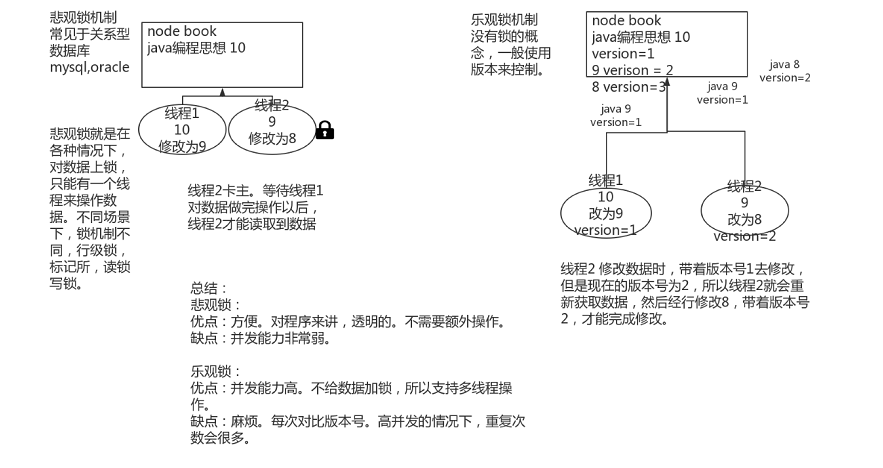 悲观锁机制
常见于关系型
数据库
mysql,oracle
node book
java编程思想 10
线程1
10
修改为9
线程2
9
修改为8
悲观锁就是在
各种情况下，
对数据上锁，
只能有一个线
程来操作数
据。不同场景
下，锁机制不
同，行级锁，
标记所，读锁
写锁。
线程2卡主。等待线程1
对数据做完操作以后，
线程2才能读取到数据
总结：
悲观锁：
优点：方便。对程序来讲，透明的。不需要额外操作。
缺点：并发能力非常弱。
乐观锁：
优点：并发能力高。不给数据加锁，所以支持多线程操
作。
缺点：麻烦。每次对比版本号。高并发的情况下，重复次
数会很多。
乐观锁机制
没有锁的概
念，一般使用
版本来控制。
node book
java编程思想 10
version=1
9 verison = 2
8 version=3
java 8
version=2
java 9
version=1
java 9
version=1
线程1
10
改为9
version=1
线程2
9
改为8
version=2
线程2 修改数据时，带着版本号1去修改，
但是现在的版本号为2，所以线程2就会重
新获取数据，然后经行修改8，带着版本号
2，才能完成修改。